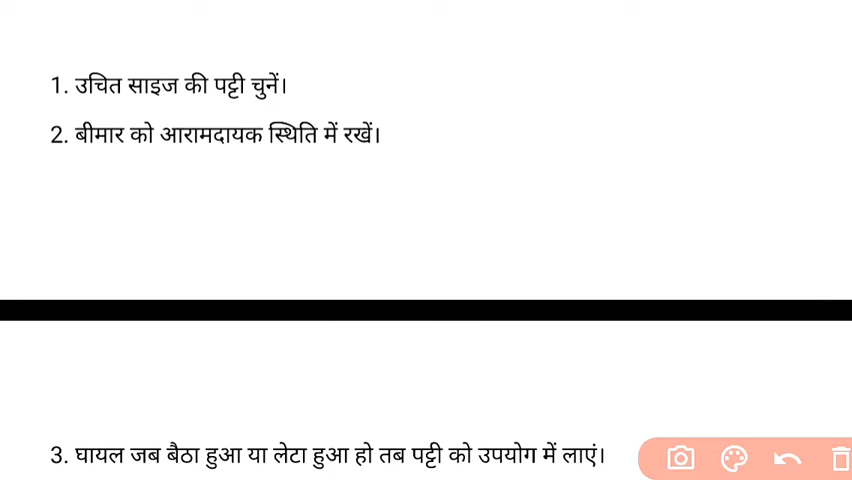 1. उचित साइज की पट्टी चुनें।
2. बीमार को आरामदायक स्थिति में रखें।
3. घायल जब बैठा हुआ या लेटा हुआ हो तब पट्टी को उपयोग में लाएं।